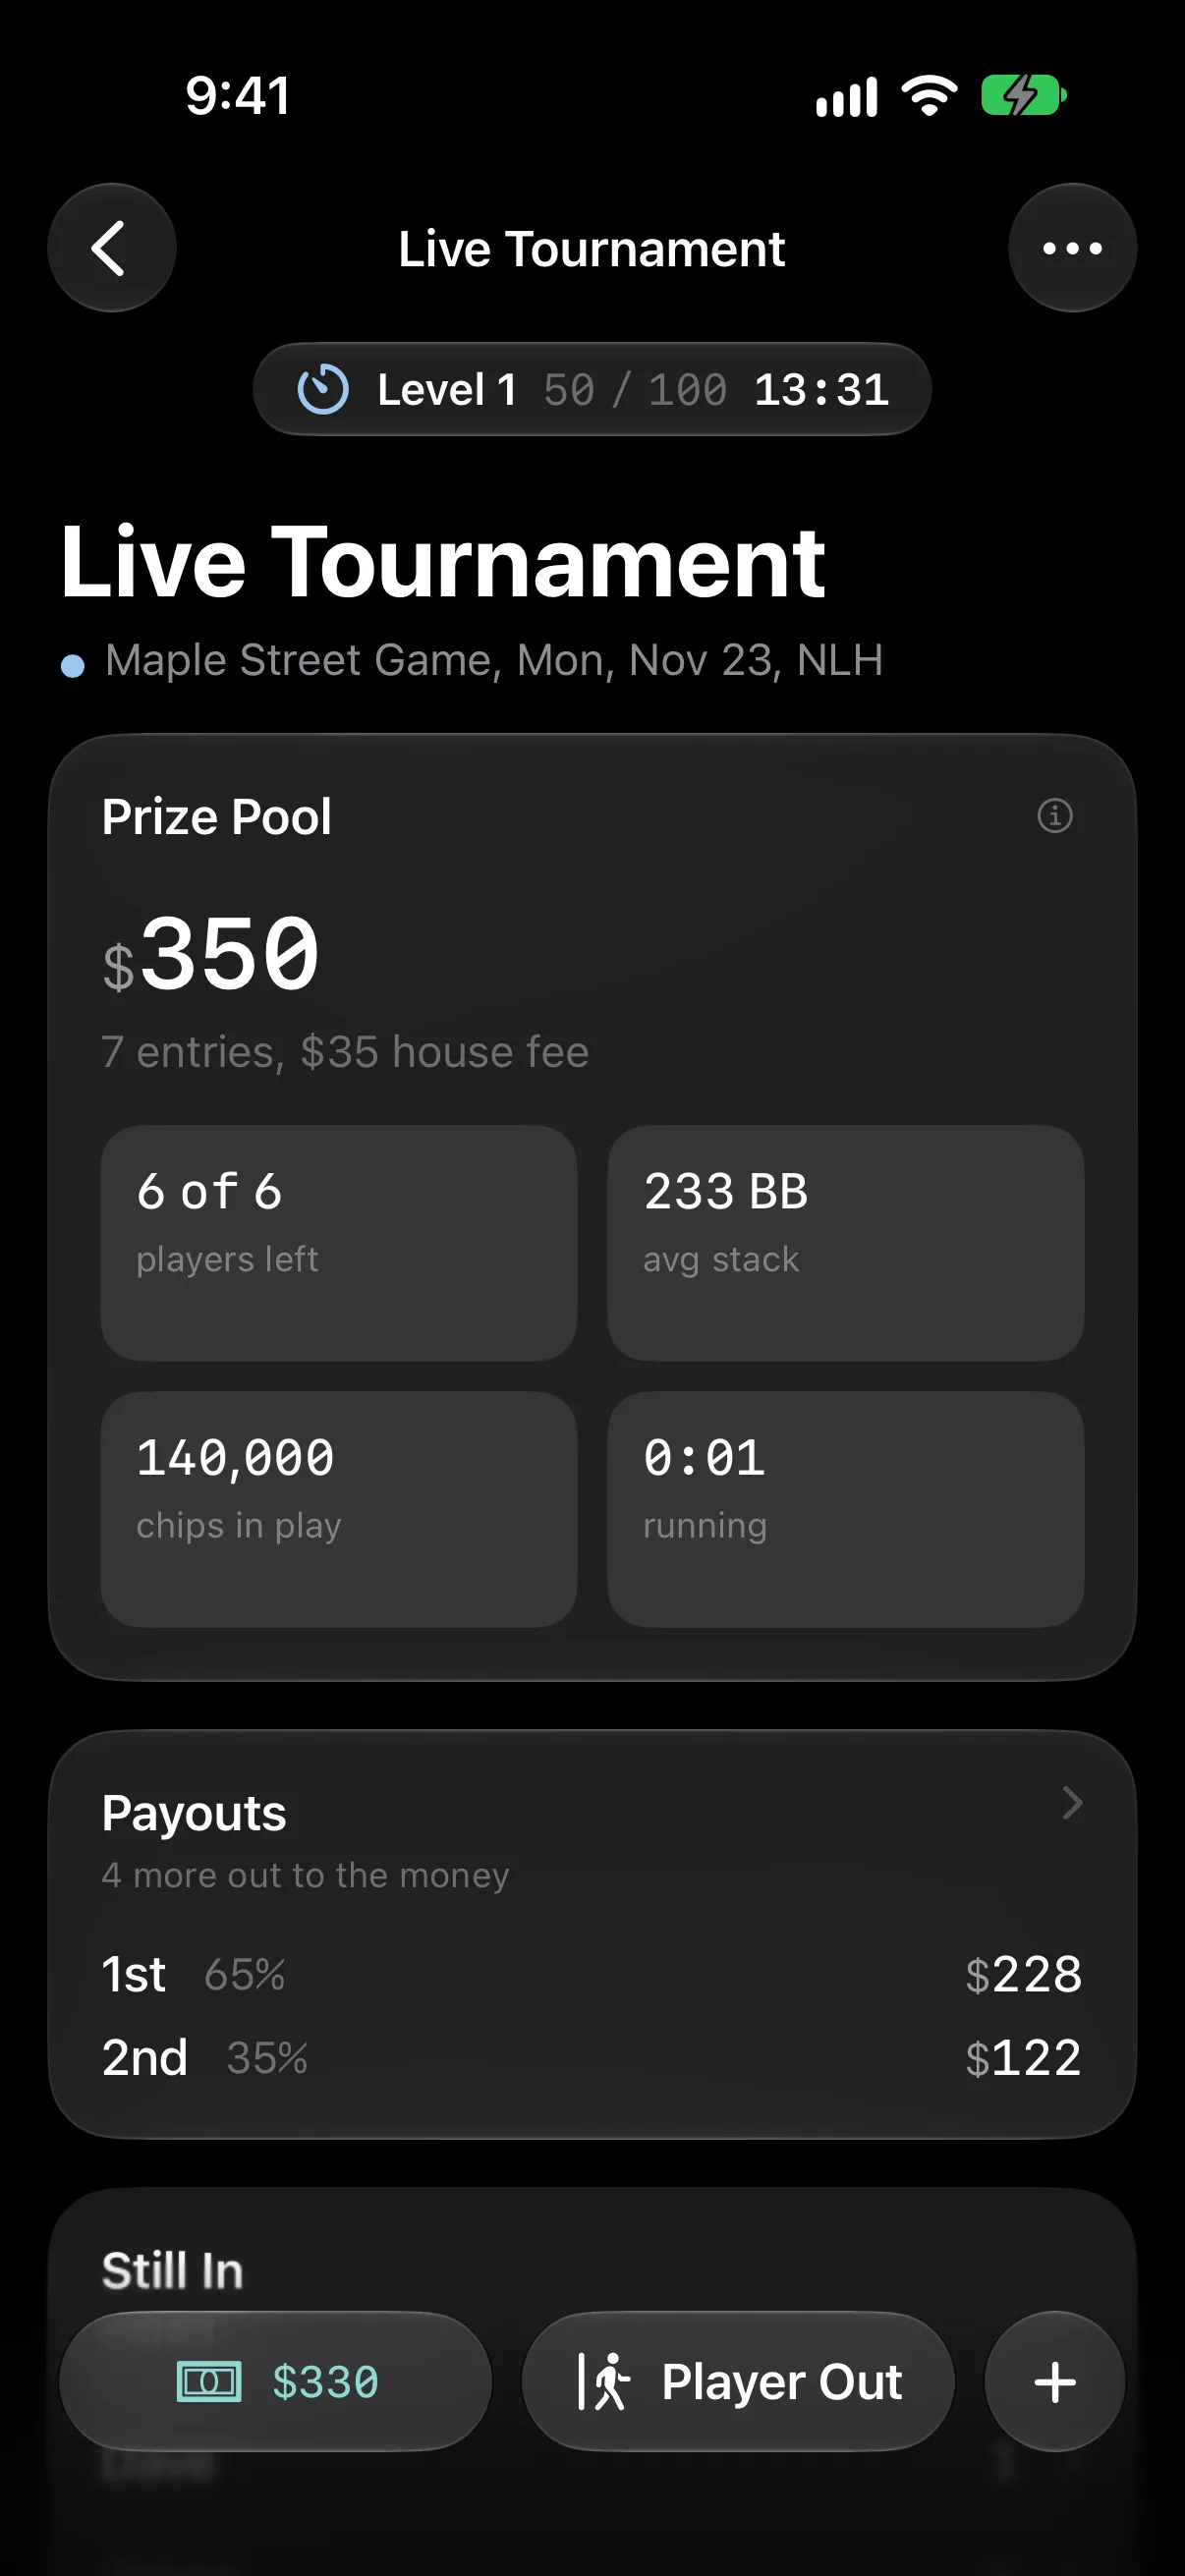 9:41
Live Tournament
Level 1 50 / 100 13:31
Live Tournament
Maple Street Game, Mon, Nov 23, NLH
Prize Pool
$350
7 entries, $35 house fee
6 of 6
players left
233 BB
avg stack
140,000
chips in play
0:01
running
Payouts
4 more out to the money
1st 65% $228
2nd 35% $122
Still In
$330
Player Out
Dave 1